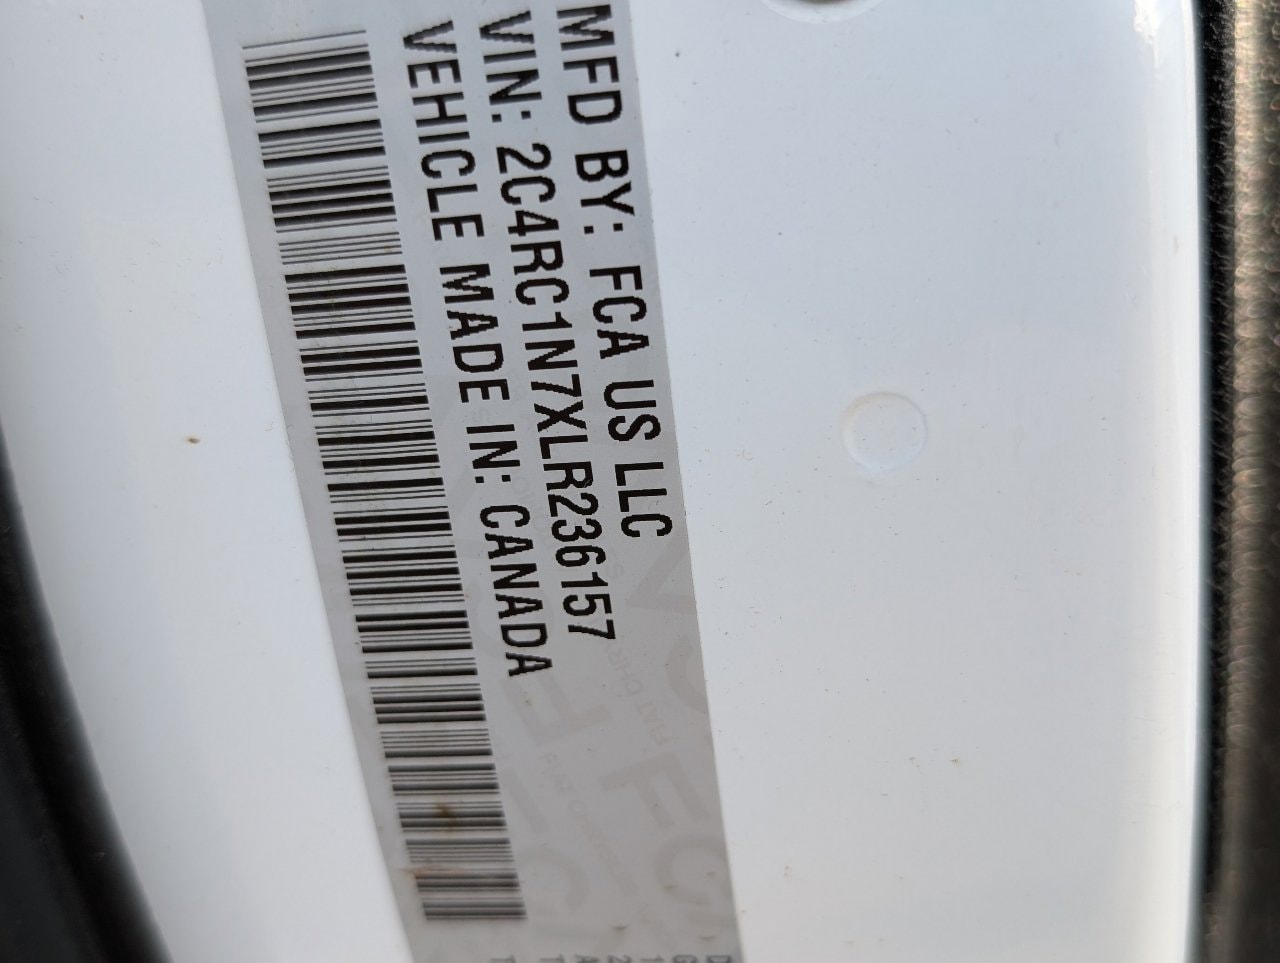 MFD BY: FCA US LLC
VIN: 2C4RC1N7XLR236157
VEHICLE MADE IN: CANADA